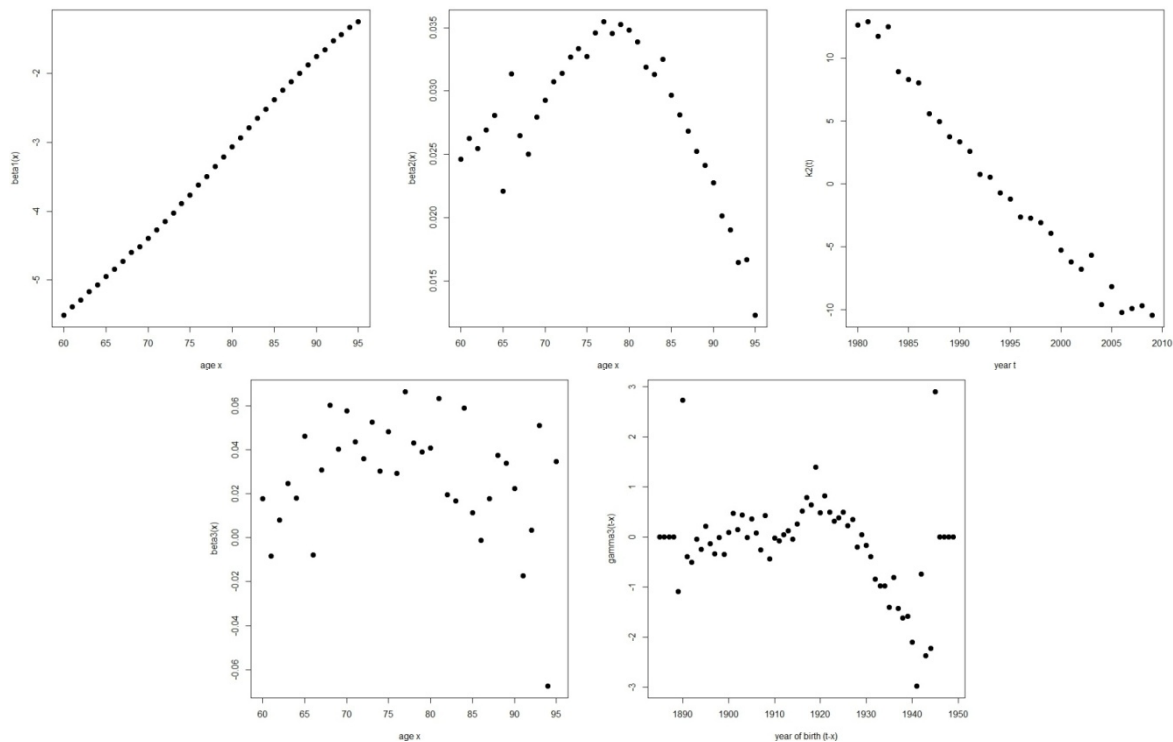 beta1(x)
-2
-3
-4
-5
60 65 70 75 80 85 90 95
age x
beta2(x)
0.035
0.030
0.025
0.020
0.015
60 65 70 75 80 85 90 95
age x
k2(t)
10
5
0
-5
-10
1980 1985 1990 1995 2000 2005 2010
year t
beta3(x)
0.06
0.04
0.02
0.00
-0.02
-0.04
-0.06
60 65 70 75 80 85 90 95
age x
gamma3(t-x)
3
2
1
0
-1
-2
-3
1890 1900 1910 1920 1930 1940 1950
year of birth (t-x)